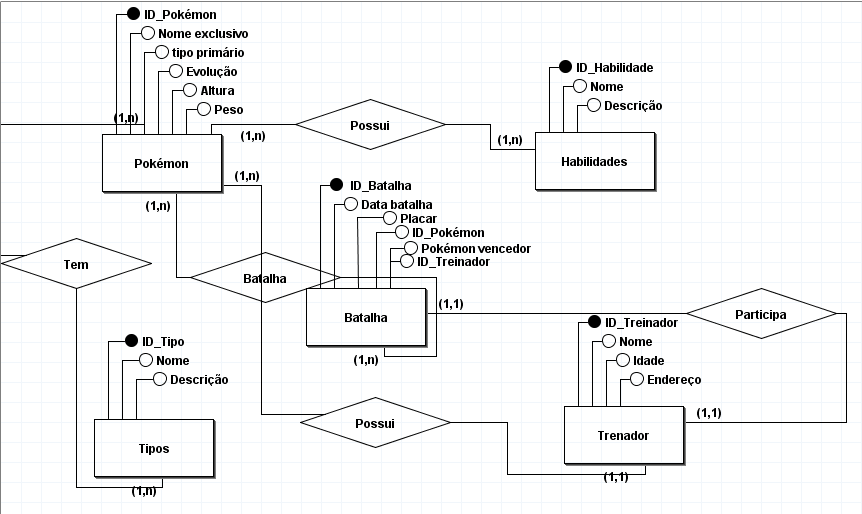 ID_Pokémon
Nome exclusivo
tipo primário
Evolução
Altura
Peso
(1,n)
Pokémon
(1,n)
Possui
(1,n)
ID_Habilidade
Nome
Descrição
Habilidades
(1,n)
(1,n)
ID_Batalha
Data batalha
Placar
ID_Pokémon
Pokémon vencedor
ID_Treinador
Tem
Batalha
Batalha
(1,1)
(1,n)
Participa
ID_Treinador
Nome
Idade
Endereço
Trenador
(1,1)
(1,1)
ID_Tipo
Nome
Descrição
Tipos
(1,n)
Possui